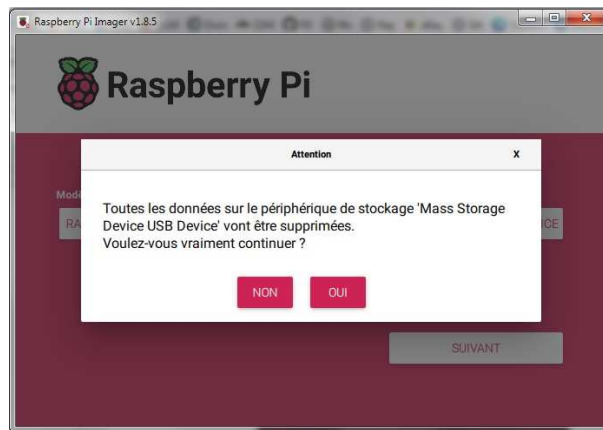 Raspberry Pi Imager v1.8.5
Raspberry Pi
Attention X
Toutes les données sur le périphérique de stockage 'Mass Storage
Device USB Device' vont être supprimées.
Voulez-vous vraiment continuer ?
NON OUI
SUIVANT